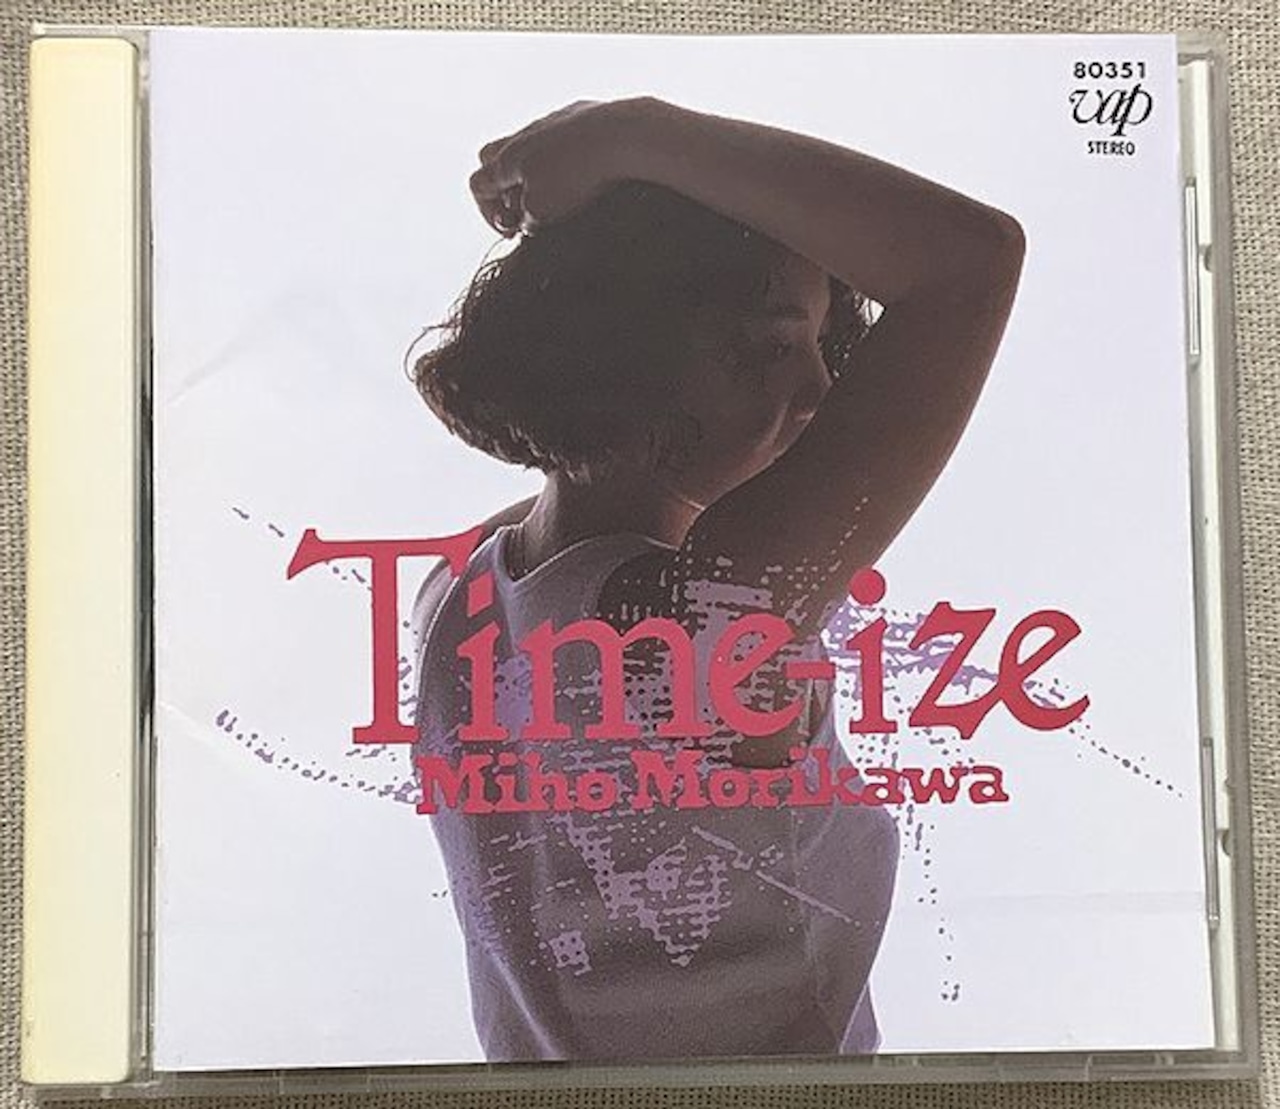 80351
vap
STEREO
Time-ize
Miho Morikawa